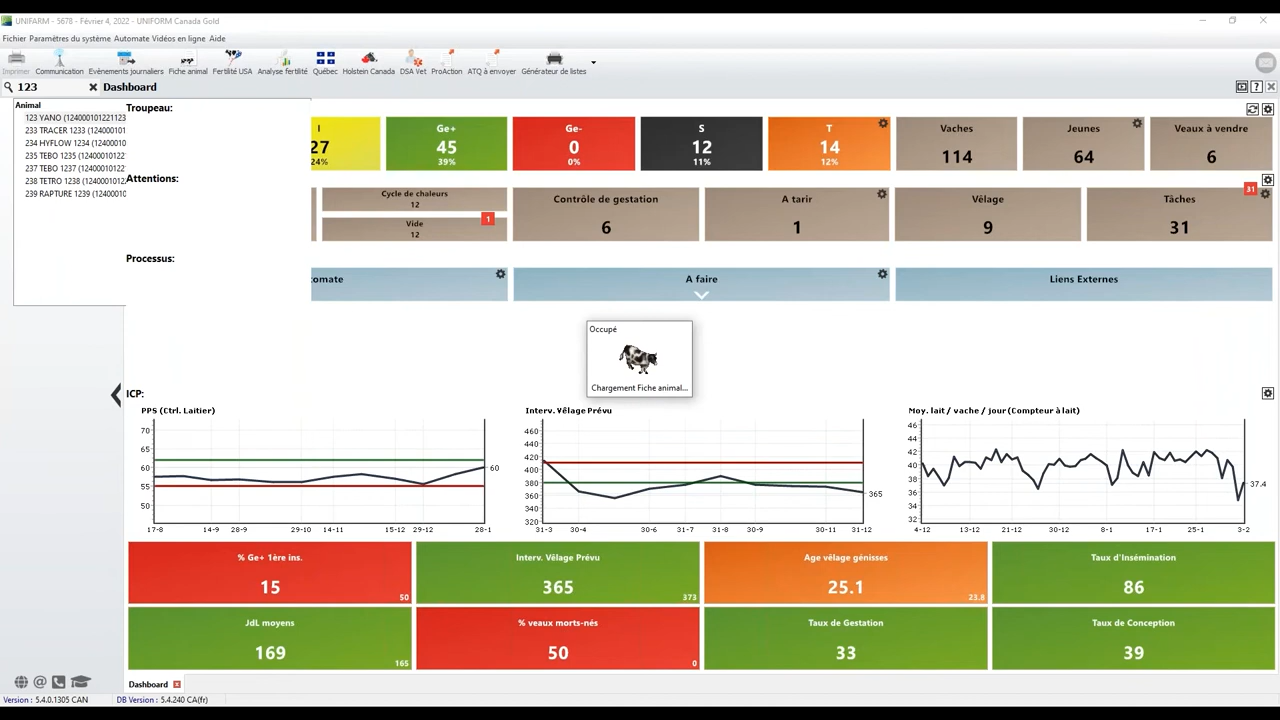 UNIFARM - 5678 - Février 4, 2022 - UNIFORM Canada Gold
Fichier Paramètres du système Automate Vidéos en ligne Aide
Imprimer Communication Evénements journaliers Fiche animal Fertilité USA Analyse fertilité Québec Holstein Canada DSA Vet ProAction ATQ à envoyer Générateur de listes
123
Dashboard
Animal
123 YANO (124000101221123
233 TRACER 1233 (12400101
234 HYFLOW 1234 (12400101
235 TEBO 1235 (1240010122
237 TEBO 1237 (1240010122
238 TETRO 1238 (124001012
239 RAPTURE 1239 (1240010
Troupeau:
I
27
24%
Ge+
45
39%
Ge-
0
0%
S
12
11%
T
14
12%
Vaches
114
Jeunes
64
Veaux à vendre
6
Attentions:
Cycle de chaleurs
12
Vide
12
1
Contrôle de gestation
6
A tarir
1
Vêlage
9
Tâches
31
31
Processus:
tomate
A faire
Liens Externes
Occupé
Chargement Fiche animal...
ICP:
PPS (Ctrl. Laitier)
70
65
60
55
50
60
17-8 14-9 28-9 29-10 14-11 15-12 29-12 28-1
Interv. Vêlage Prévu
460
440
420
400
380
360
340
320
365
31-3 30-4 30-6 31-7 31-8 30-9 30-11 31-12
Moy. lait / vache / jour (Compteur à lait)
46
44
42
40
38
36
34
32
37.4
4-12 13-12 21-12 30-12 8-1 17-1 25-1 3-2
% Ge+ 1ère ins.
15
50
Interv. Vêlage Prévu
365
373
Age vêlage génisses
25.1
23.8
Taux d'Insémination
86
JdL moyens
169
165
% veaux morts-nés
50
0
Taux de Gestation
33
Taux de Conception
39
Dashboard
Version : 5.4.0.1305 CAN
DB Version : 5.4.240 CA(fr)